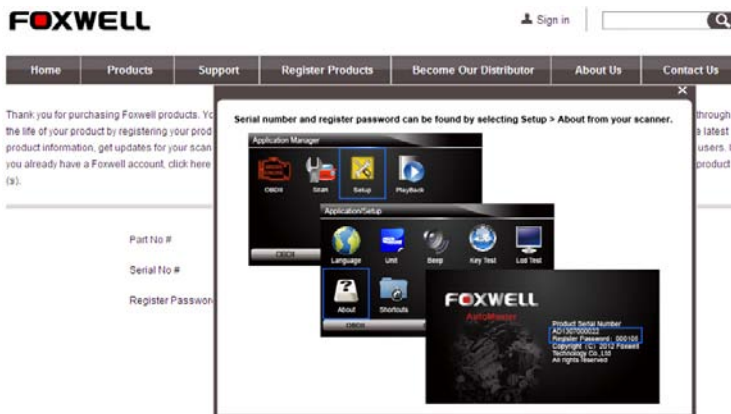 FOXWELL
Sign in
Home Products Support Register Products Become Our Distributor About Us Contact Us
Thank you for purchasing Foxwell products. Yo
through
the life of your product by registering your prod
latest
product information, get updates for your scan
users.
you already have a Foxwell account, click here
product
(s).
Serial number and register password can be found by selecting Setup > About from your scanner.
Application Manager
OBDII Scan Setup PlayBack
OBDII
Application/Setup
Language Unit Beep Key Test Lcd Test
About Shortcuts
OBDII
FOXWELL
AutoMaster
Product Serial Number
AD1307000022
Register Password: 000106
Copyright (C) 2012 Foxwell
Technology Co.,Ltd
All rights Reserved
Part No #
Serial No #
Register Passwor